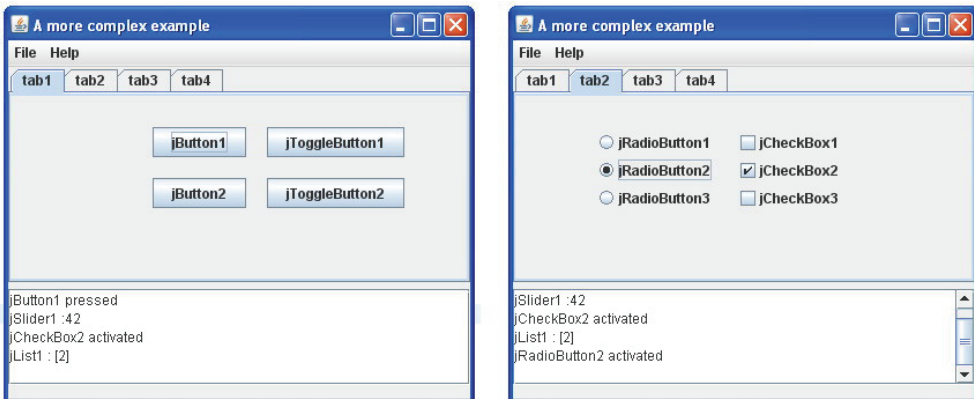 A more complex example
File Help
tab1 tab2 tab3 tab4
jButton1 jToggleButton1
jButton2 jToggleButton2
jButton1 pressed
jSlider1 :42
jCheckBox2 activated
jList1 : [2]
A more complex example
File Help
tab1 tab2 tab3 tab4
jRadioButton1 jCheckBox1
jRadioButton2 jCheckBox2
jRadioButton3 jCheckBox3
jSlider1 :42
jCheckBox2 activated
jList1 : [2]
jRadioButton2 activated